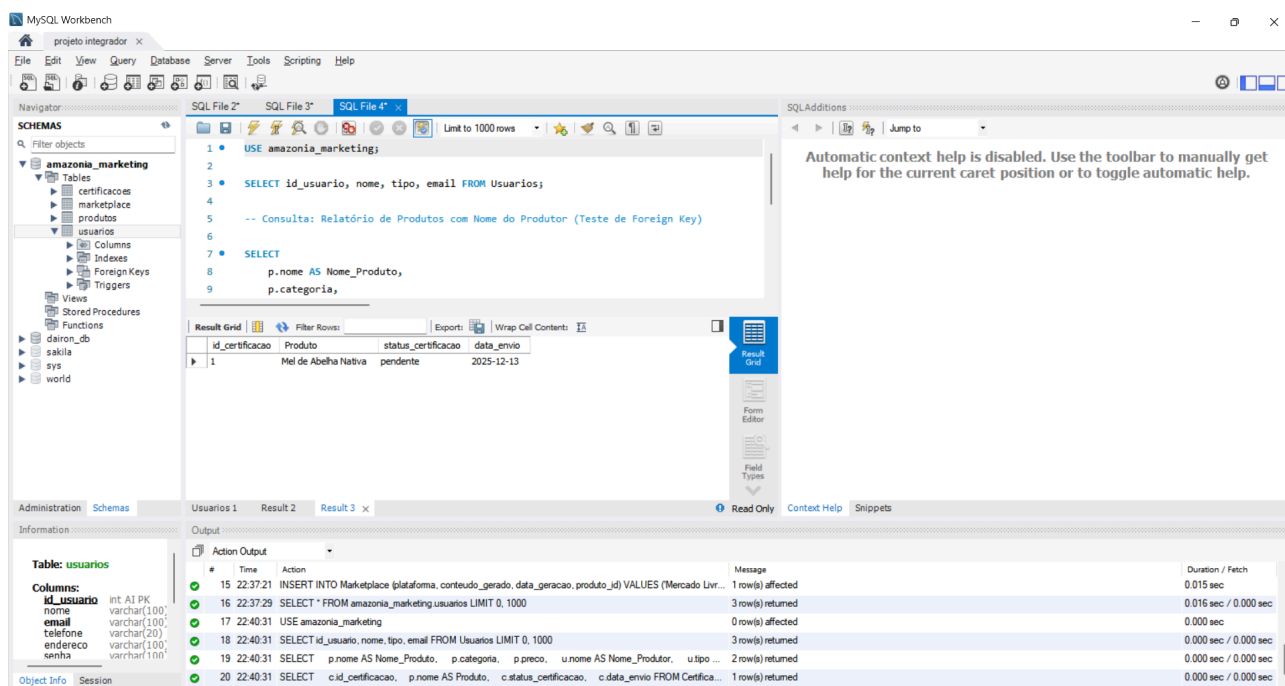 MySQL Workbench
projeto integrador ×
File Edit View Query Database Server Tools Scripting Help
Navigator
SCHEMAS
Filter objects
amazonia_marketing
Tables
certificacoes
marketplace
produtos
usuarios
Columns
Indexes
Foreign Keys
Triggers
Views
Stored Procedures
Functions
dairon_db
sakila
sys
world
Administration Schemas
Information
Table: usuarios
Columns:
id_usuario int AI PK
nome varchar(100)
email varchar(100)
telefone varchar(20)
endereco varchar(100)
senha varchar(100)
Object Info Session
SQL File 2* SQL File 3* SQL File 4* ×
Limit to 1000 rows
1 USE amazonia_marketing;
2
3 SELECT id_usuario, nome, tipo, email FROM Usuarios;
4
5 -- Consulta: Relatório de Produtos com Nome do Produtor (Teste de Foreign Key)
6
7 SELECT
8 p.nome AS Nome_Produto,
9 p.categoria,
Result Grid Filter Rows: Export: Wrap Cell Content:
id_certificacao Produto status_certificacao data_envio
1 Mel de Abelha Nativa pendente 2025-12-13
Result Grid
Form Editor
Field Types
Usuarios 1 Result 2 Result 3 × Read Only
SQLAdditions
Jump to
Automatic context help is disabled. Use the toolbar to manually get
help for the current caret position or to toggle automatic help.
Context Help Snippets
Output
Action Output
# Time Action Message Duration / Fetch
15 22:37:21 INSERT INTO Marketplace (plataforma, conteudo_gerado, data_geracao, produto_id) VALUES ('Mercado Livr... 1 row(s) affected 0.015 sec
16 22:37:29 SELECT * FROM amazonia_marketing.usuarios LIMIT 0, 1000 3 row(s) returned 0.016 sec / 0.000 sec
17 22:40:31 USE amazonia_marketing 0 row(s) affected 0.000 sec
18 22:40:31 SELECT id_usuario, nome, tipo, email FROM Usuarios LIMIT 0, 1000 3 row(s) returned 0.000 sec / 0.000 sec
19 22:40:31 SELECT p.nome AS Nome_Produto, p.categoria, p.preco, u.nome AS Nome_Produtor, u.tipo ... 2 row(s) returned 0.000 sec / 0.000 sec
20 22:40:31 SELECT c.id_certificacao, p.nome AS Produto, c.status_certificacao, c.data_envio FROM Certifica... 1 row(s) returned 0.000 sec / 0.000 sec